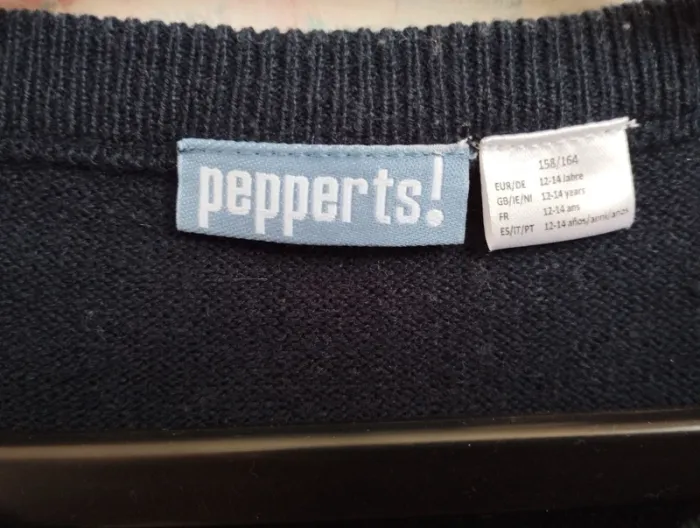 pepperts!
158/164
EUR/DE 12-14 Jahre
GB/IE/NI 12-14 years
FR 12-14 ans
ES/IT/PT 12-14 años/anni/anos